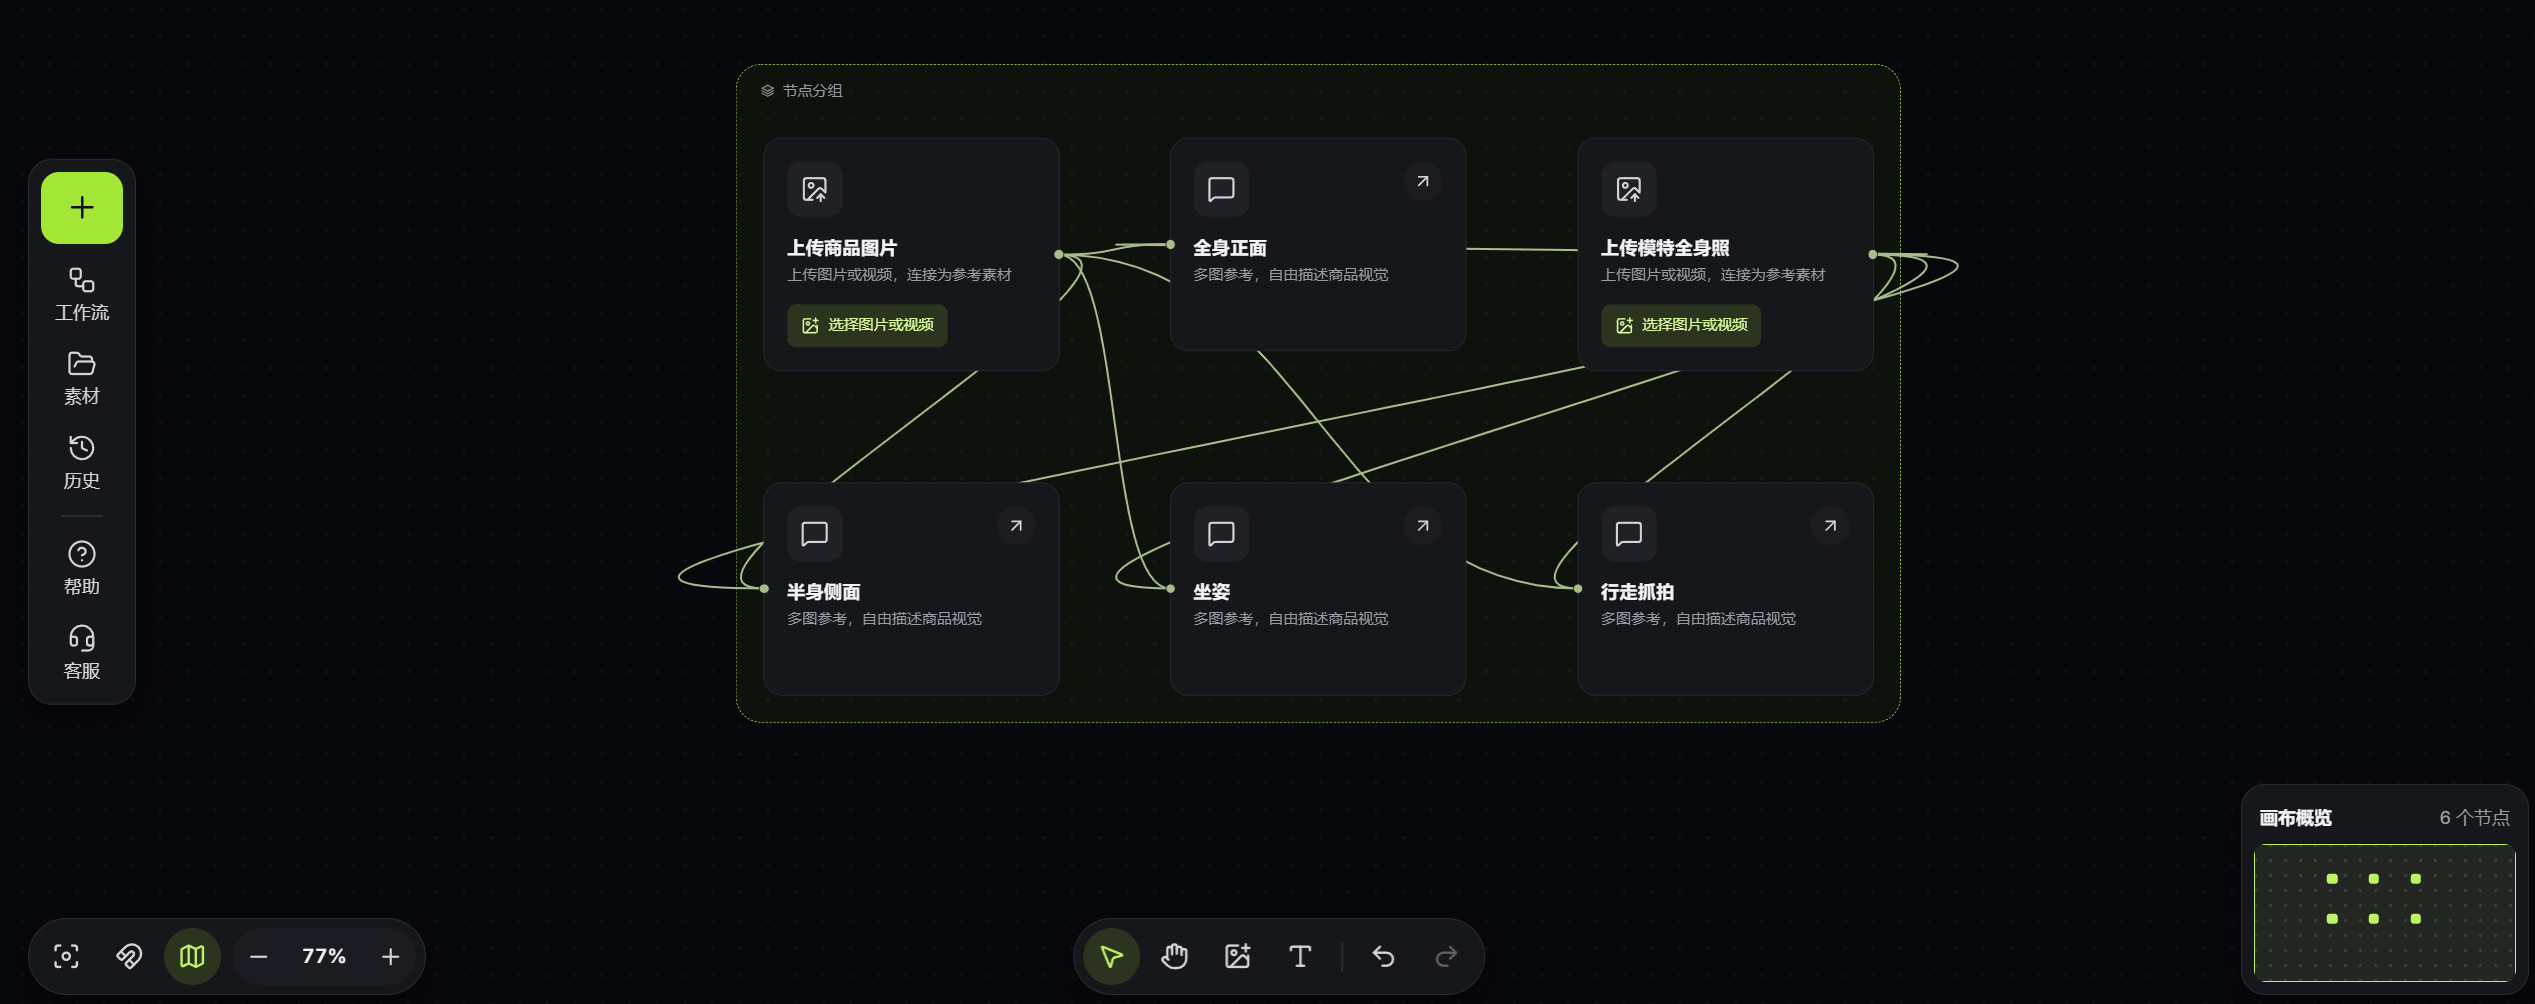 节点分组
上传商品图片
上传图片或视频，连接为参考素材
选择图片或视频
全身正面
多图参考，自由描述商品视觉
上传模特全身照
上传图片或视频，连接为参考素材
选择图片或视频
工作流
素材
历史
帮助
客服
半身侧面
多图参考，自由描述商品视觉
坐姿
多图参考，自由描述商品视觉
行走抓拍
多图参考，自由描述商品视觉
画布概览
6 个节点
77%